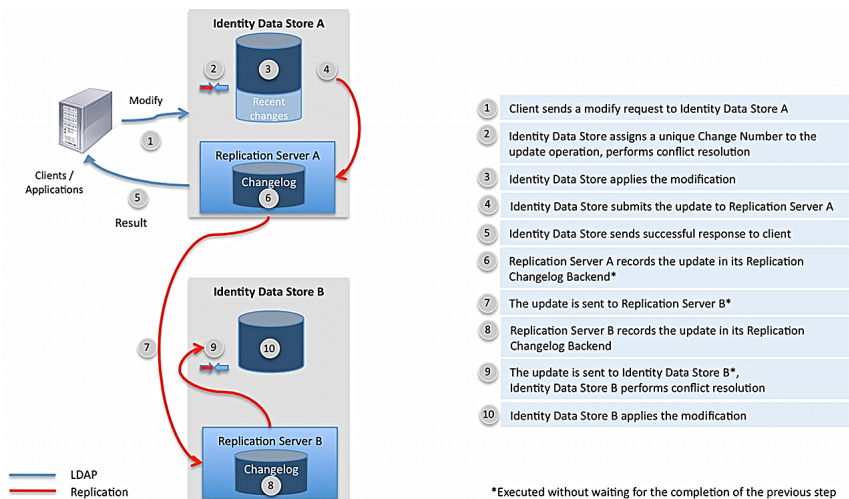 Identity Data Store A
2
3
4
Recent
changes
Modify
1
Replication Server A
Changelog
6
Clients /
Applications
5
Result
Identity Data Store B
7
9
10
Replication Server B
Changelog
8
LDAP
Replication
1 Client sends a modify request to Identity Data Store A
2 Identity Data Store assigns a unique Change Number to the
update operation, performs conflict resolution
3 Identity Data Store applies the modification
4 Identity Data Store submits the update to Replication Server A
5 Identity Data Store sends successful response to client
6 Replication Server A records the update in its Replication
Changelog Backend*
7 The update is sent to Replication Server B*
8 Replication Server B records the update in its Replication
Changelog Backend
9 The update is sent to Identity Data Store B*,
Identity Data Store B performs conflict resolution
10 Identity Data Store B applies the modification
*Executed without waiting for the completion of the previous step